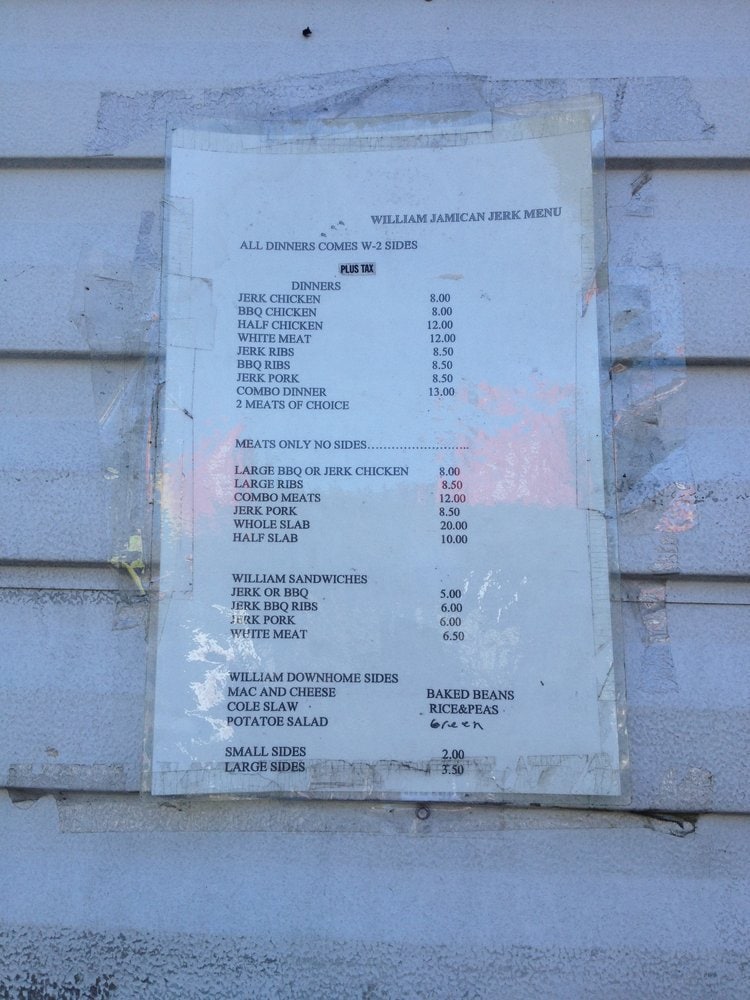 WILLIAM JAMICAN JERK MENU
ALL DINNERS COMES W-2 SIDES
PLUS TAX
DINNERS
JERK CHICKEN 8.00
BBQ CHICKEN 8.00
HALF CHICKEN 12.00
WHITE MEAT 12.00
JERK RIBS 8.50
BBQ RIBS 8.50
JERK PORK 8.50
COMBO DINNER 13.00
2 MEATS OF CHOICE
MEATS ONLY NO SIDES...........................
LARGE BBQ OR JERK CHICKEN 8.00
LARGE RIBS 8.50
COMBO MEATS 12.00
JERK PORK 8.50
WHOLE SLAB 20.00
HALF SLAB 10.00
WILLIAM SANDWICHES
JERK OR BBQ 5.00
JERK BBQ RIBS 6.00
JERK PORK 6.00
WHITE MEAT 6.50
WILLIAM DOWNHOME SIDES
MAC AND CHEESE BAKED BEANS
COLE SLAW RICE&PEAS
POTATOE SALAD Green
SMALL SIDES 2.00
LARGE SIDES 3.50